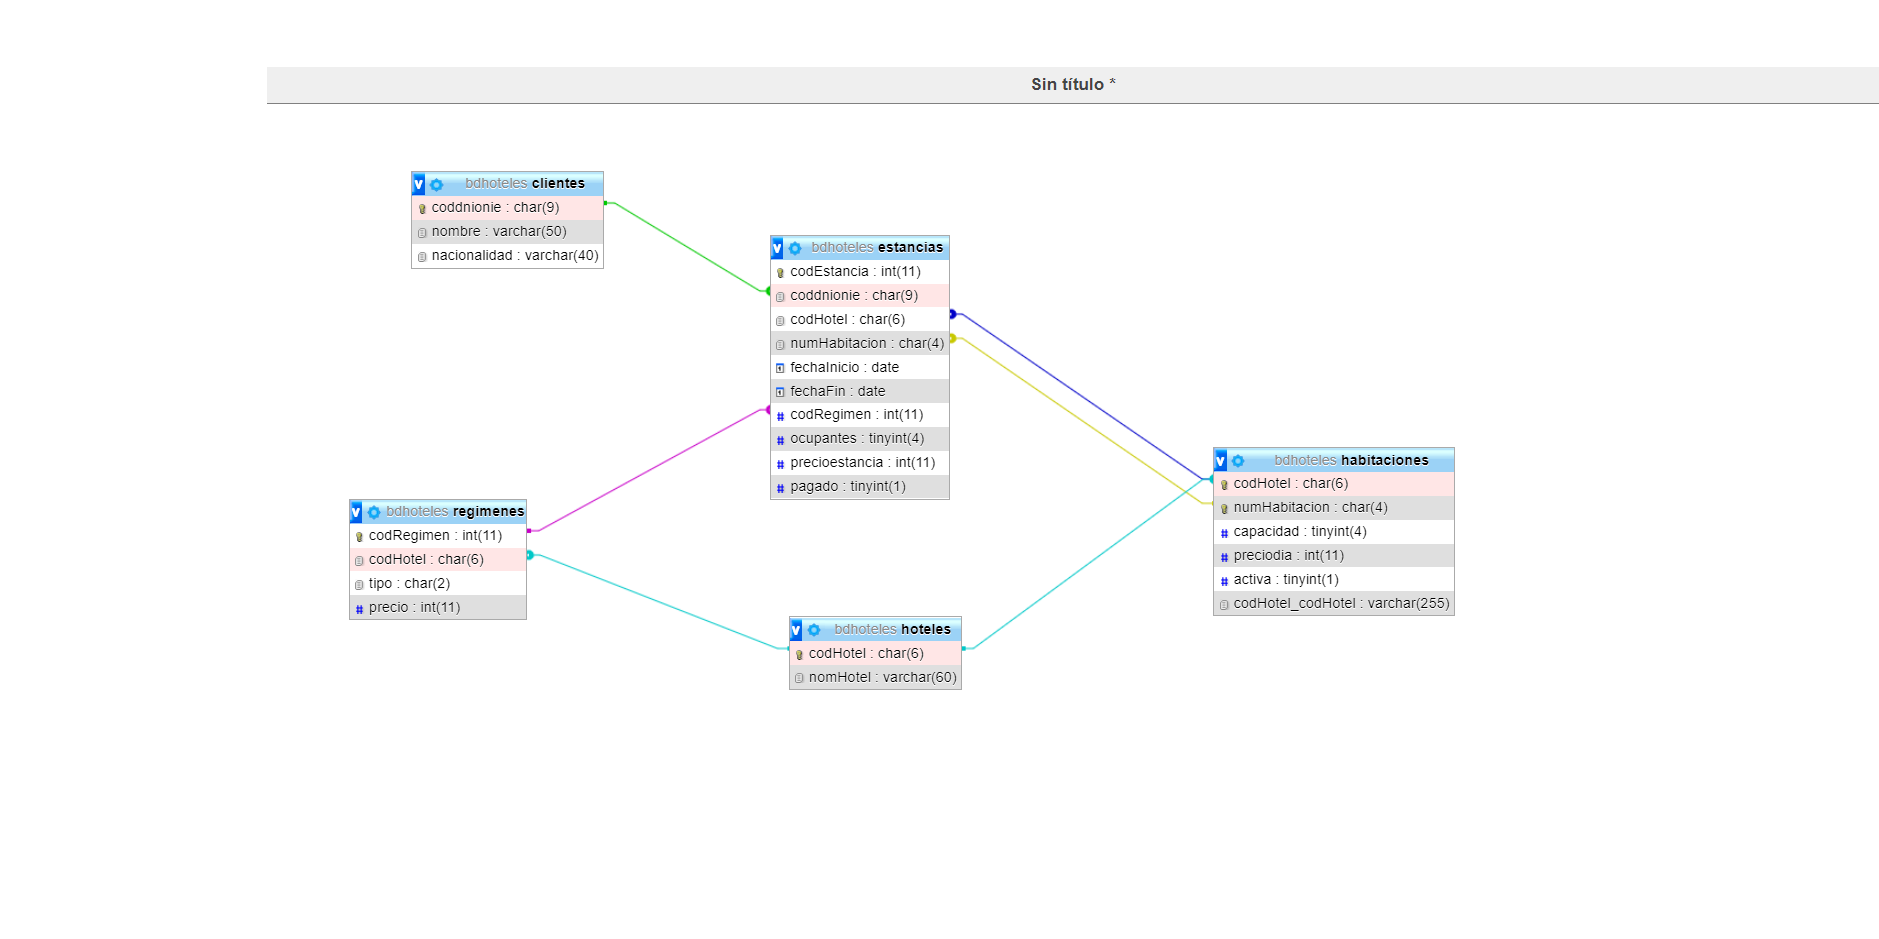 Sin título *
v bdhoteles clientes
coddnionie : char(9)
nombre : varchar(50)
nacionalidad : varchar(40)
v bdhoteles estancias
codEstancia : int(11)
coddnionie : char(9)
codHotel : char(6)
numHabitacion : char(4)
fechaInicio : date
fechaFin : date
# codRegimen : int(11)
# ocupantes : tinyint(4)
# precioestancia : int(11)
# pagado : tinyint(1)
v bdhoteles habitaciones
codHotel : char(6)
numHabitacion : char(4)
# capacidad : tinyint(4)
# preciodia : int(11)
# activa : tinyint(1)
codHotel_codHotel : varchar(255)
v bdhoteles regimenes
codRegimen : int(11)
codHotel : char(6)
tipo : char(2)
# precio : int(11)
v bdhoteles hoteles
codHotel : char(6)
nomHotel : varchar(60)